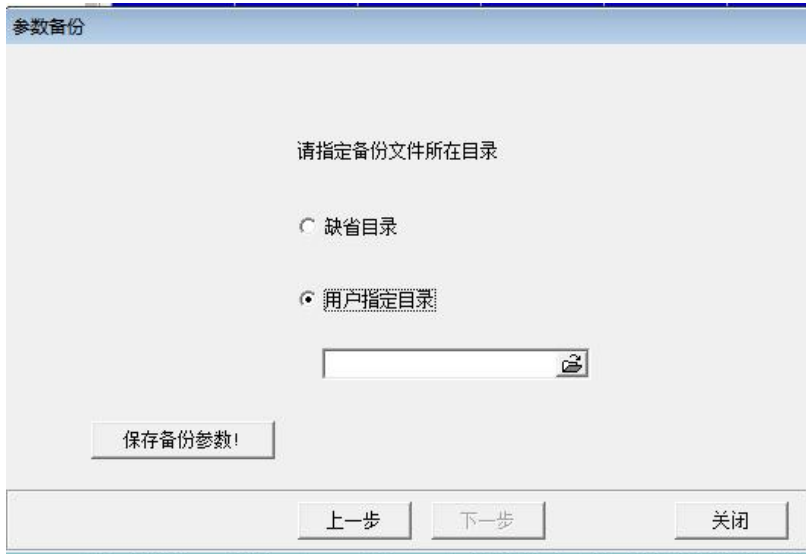 参数备份
请指定备份文件所在目录
缺省目录
用户指定目录
保存备份参数!
上一步
下一步
关闭